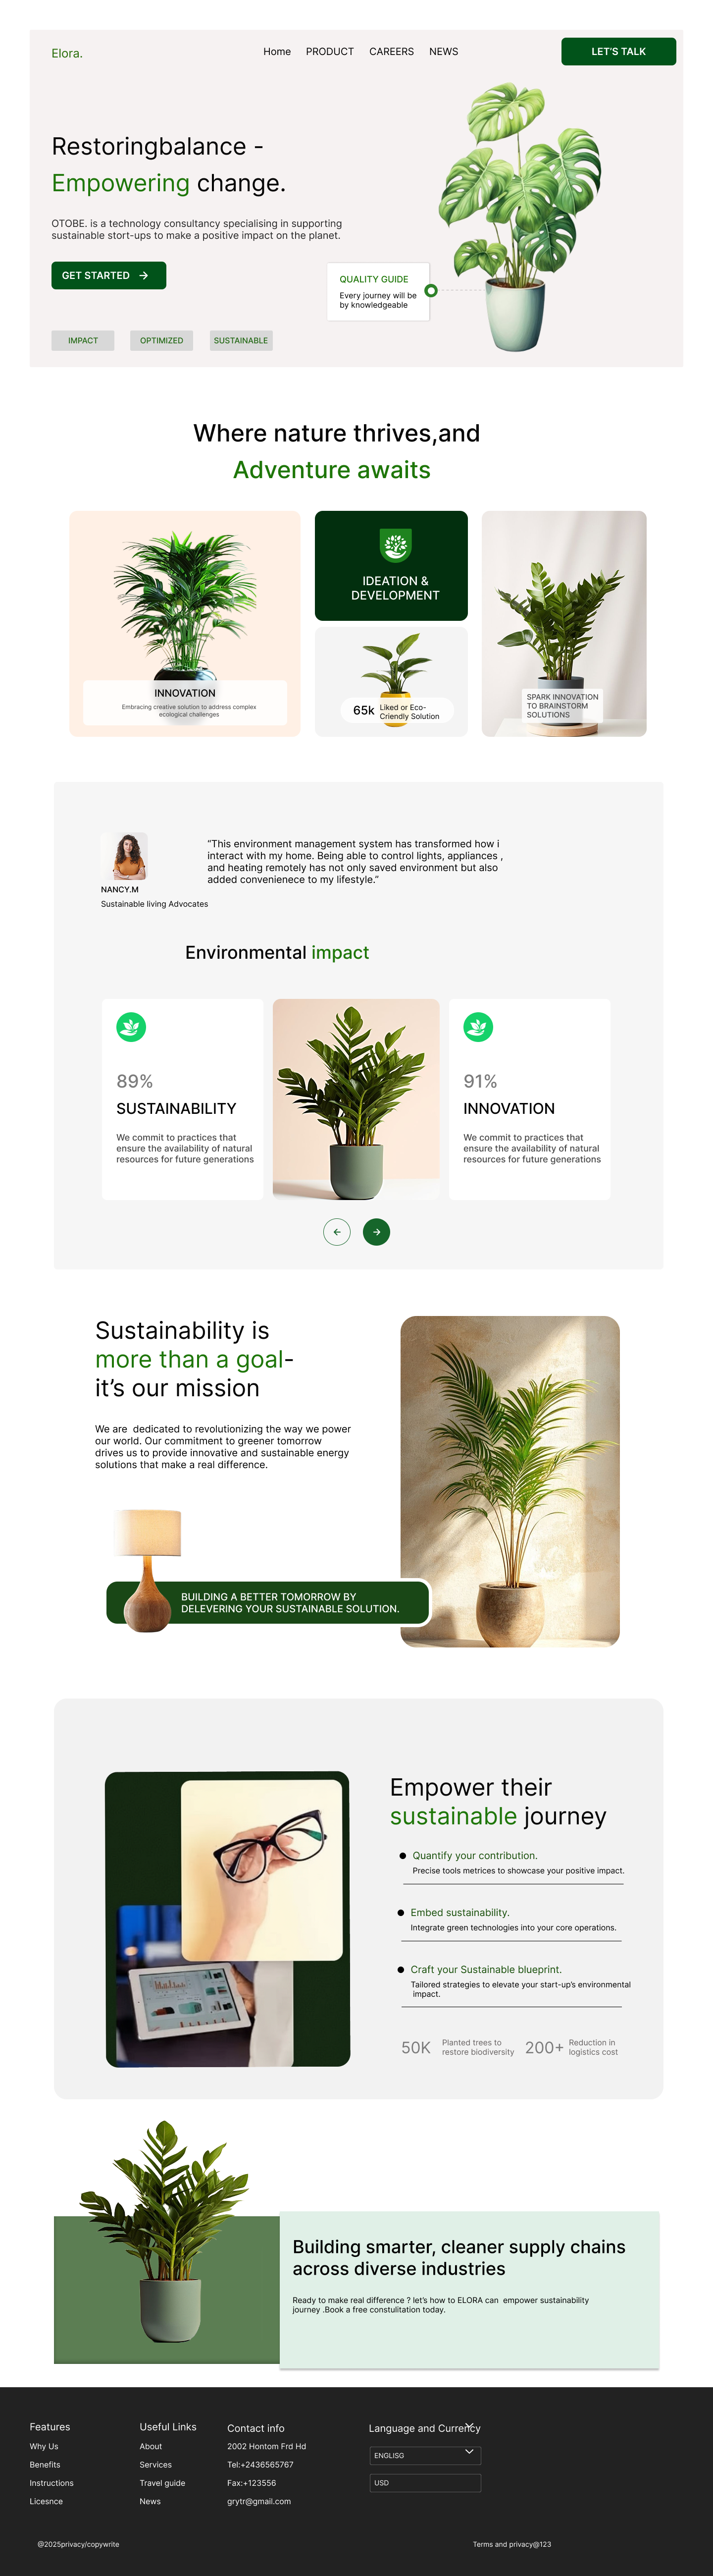 Elora.
Home PRODUCT CAREERS NEWS
LET'S TALK
Restoringbalance -
Empowering change.
OTOBE. is a technology consultancy specialising in supporting
sustainable stort-ups to make a positive impact on the planet.
GET STARTED →
QUALITY GUIDE
Every journey will be
by knowledgeable
IMPACT
OPTIMIZED
SUSTAINABLE
Where nature thrives,and
Adventure awaits
INNOVATION
Embracing creative solution to address complex
ecological challenges
IDEATION &
DEVELOPMENT
65k
Liked or Eco-
Criendly Solution
SPARK INNOVATION
TO BRAINSTORM
SOLUTIONS
NANCY.M
Sustainable living Advocates
“This environment management system has transformed how i
interact with my home. Being able to control lights, appliances ,
and heating remotely has not only saved environment but also
added convenienece to my lifestyle.”
Environmental impact
89%
SUSTAINABILITY
We commit to practices that
ensure the availability of natural
resources for future generations
91%
INNOVATION
We commit to practices that
ensure the availability of natural
resources for future generations
Sustainability is
more than a goal-
it’s our mission
We are  dedicated to revolutionizing the way we power
our world. Our commitment to greener tomorrow
drives us to provide innovative and sustainable energy
solutions that make a real difference.
BUILDING A BETTER TOMORROW BY
DELEVERING YOUR SUSTAINABLE SOLUTION.
Empower their
sustainable journey
Quantify your contribution.
Precise tools metrices to showcase your positive impact.
Embed sustainability.
Integrate green technologies into your core operations.
Craft your Sustainable blueprint.
Tailored strategies to elevate your start-up’s environmental
impact.
50K
Planted trees to
restore biodiversity
200+
Reduction in
logistics cost
Building smarter, cleaner supply chains
across diverse industries
Ready to make real difference ? let’s how to ELORA can  empower sustainability
journey .Book a free constulitation today.
Features
Why Us
Benefits
Instructions
Licesnce
Useful Links
About
Services
Travel guide
News
Contact info
2002 Hontom Frd Hd
Tel:+2436565767
Fax:+123556
grytr@gmail.com
Language and Currency
ENGLISG
USD
@2025privacy/copywrite
Terms and privacy@123